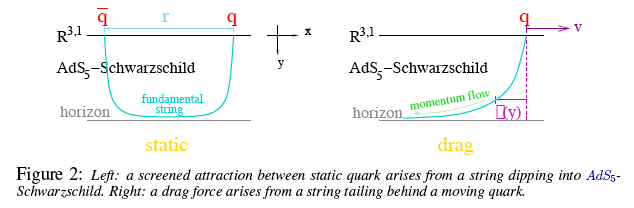 q̅ r q
x
y
R3,1
AdS5–Schwarzschild
horizon
fundamental
string
static
q
v
R3,1
AdS5–Schwarzschild
horizon
momentum flow
(y)
drag
Figure 2: Left: a screened attraction between static quark arises from a string dipping into AdS5-
Schwarzschild. Right: a drag force arises from a string tailing behind a moving quark.